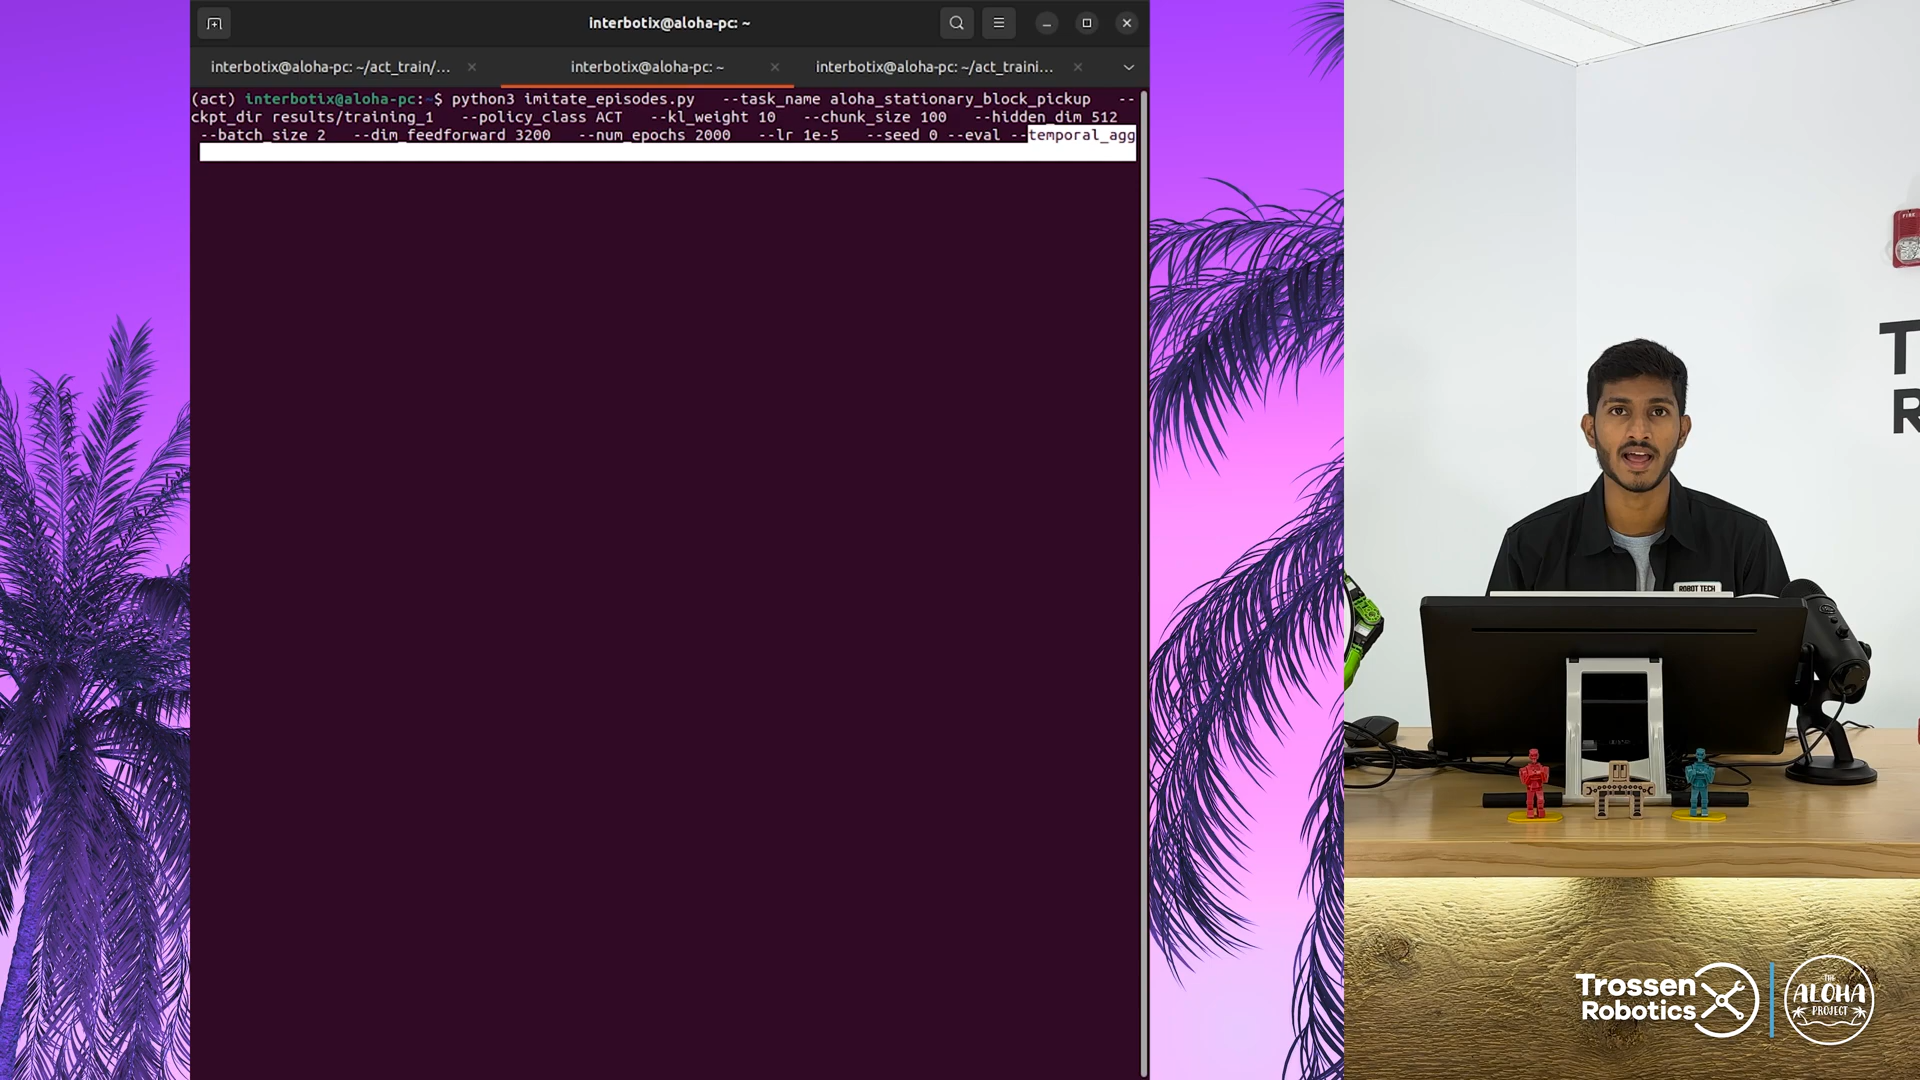 interbotix@aloha-pc: ~
interbotix@aloha-pc: ~/act_train/...
interbotix@aloha-pc: ~
interbotix@aloha-pc: ~/act_traini...
(act) interbotix@aloha-pc:~$ python3 imitate_episodes.py   --task_name aloha_stationary_block_pickup   --
ckpt_dir results/training_1   --policy_class ACT   --kl_weight 10   --chunk_size 100   --hidden_dim 512
--batch_size 2   --dim_feedforward 3200   --num_epochs 2000   --lr 1e-5   --seed 0 --eval --temporal_agg
FIRE
T
R
ROBOT TECH
Trossen
Robotics
THE
ALOHA
PROJECT